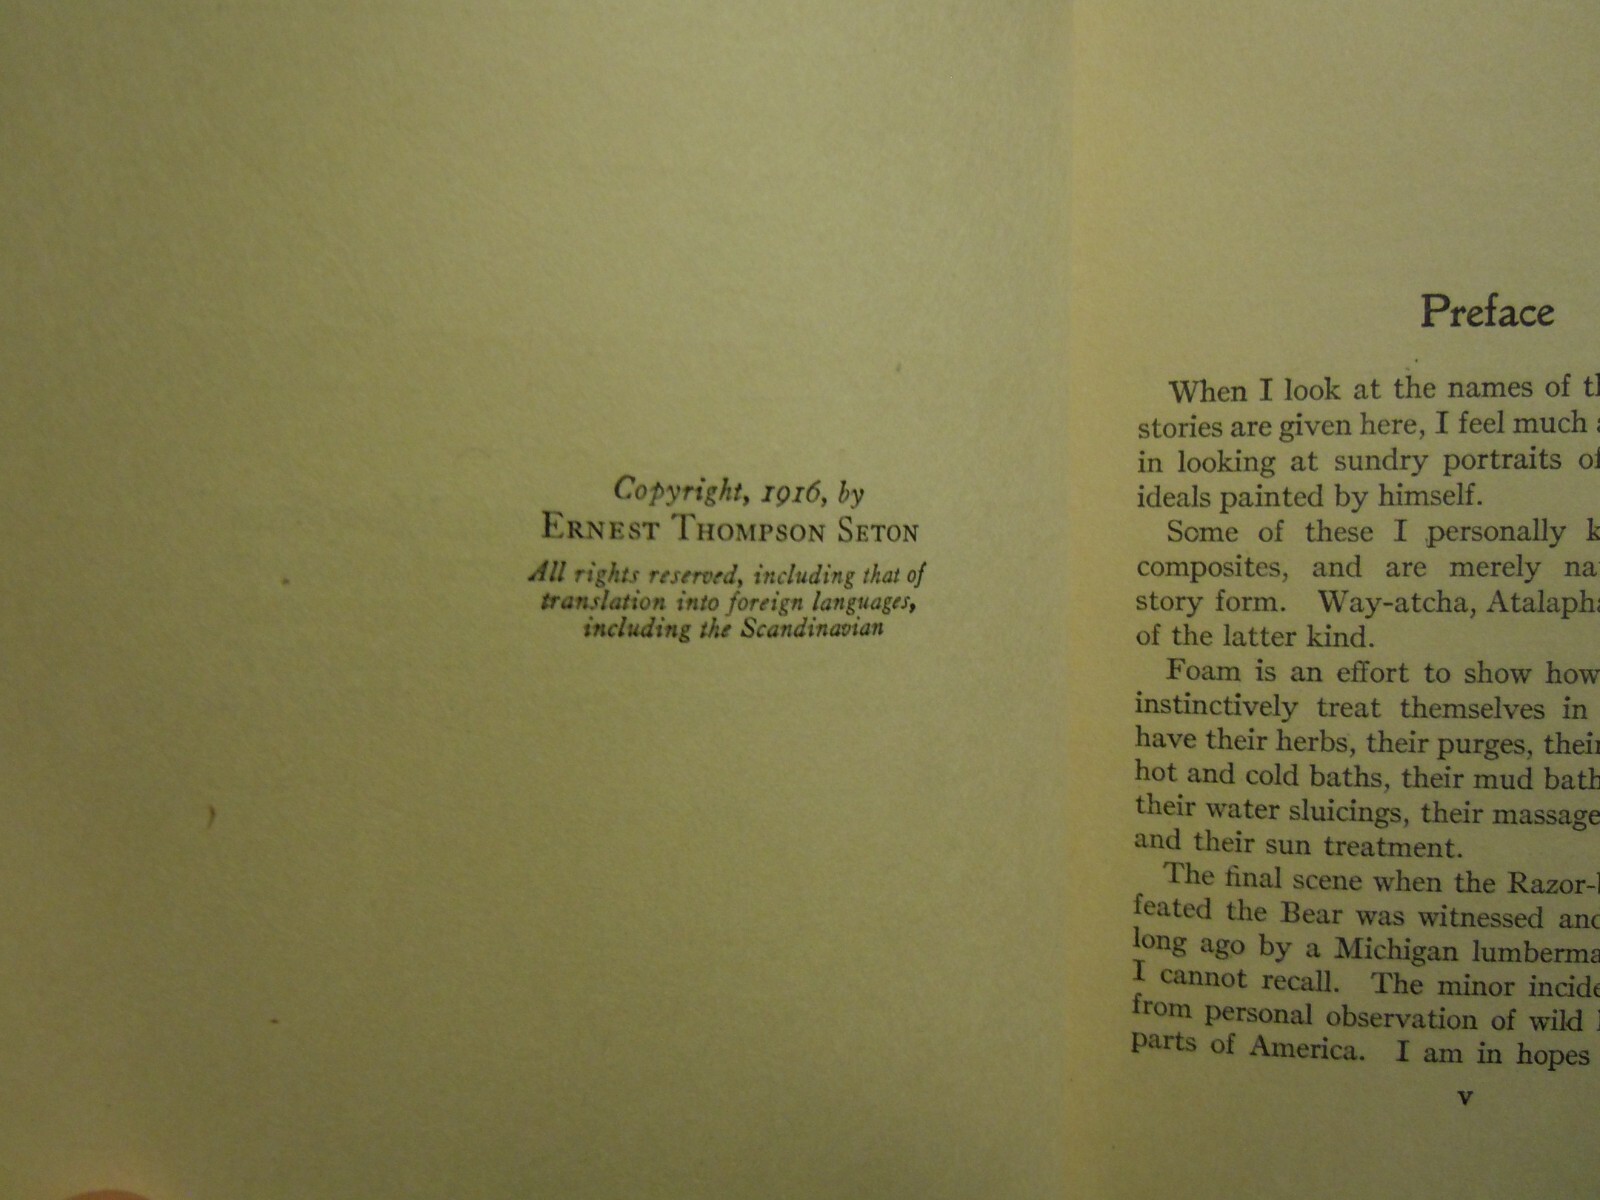 Copyright, 1916, by
ERNEST THOMPSON SETON
All rights reserved, including that of
translation into foreign languages,
including the Scandinavian
Preface
When I look at the names of
stories are given here, I feel much
in looking at sundry portraits of
ideals painted by himself.
Some of these I personally
composites, and are merely
story form. Way-atcha,
of the latter kind.
Foam is an effort to show how
instinctively treat themselves in
have their herbs, their purges, their
hot and cold baths, their mud
their water sluicings, their massage
and their sun treatment.
The final scene when the
feated the Bear was witnessed
long ago by a Michigan
I cannot recall. The minor
from personal observation of wild
parts of America. I am in hopes
v